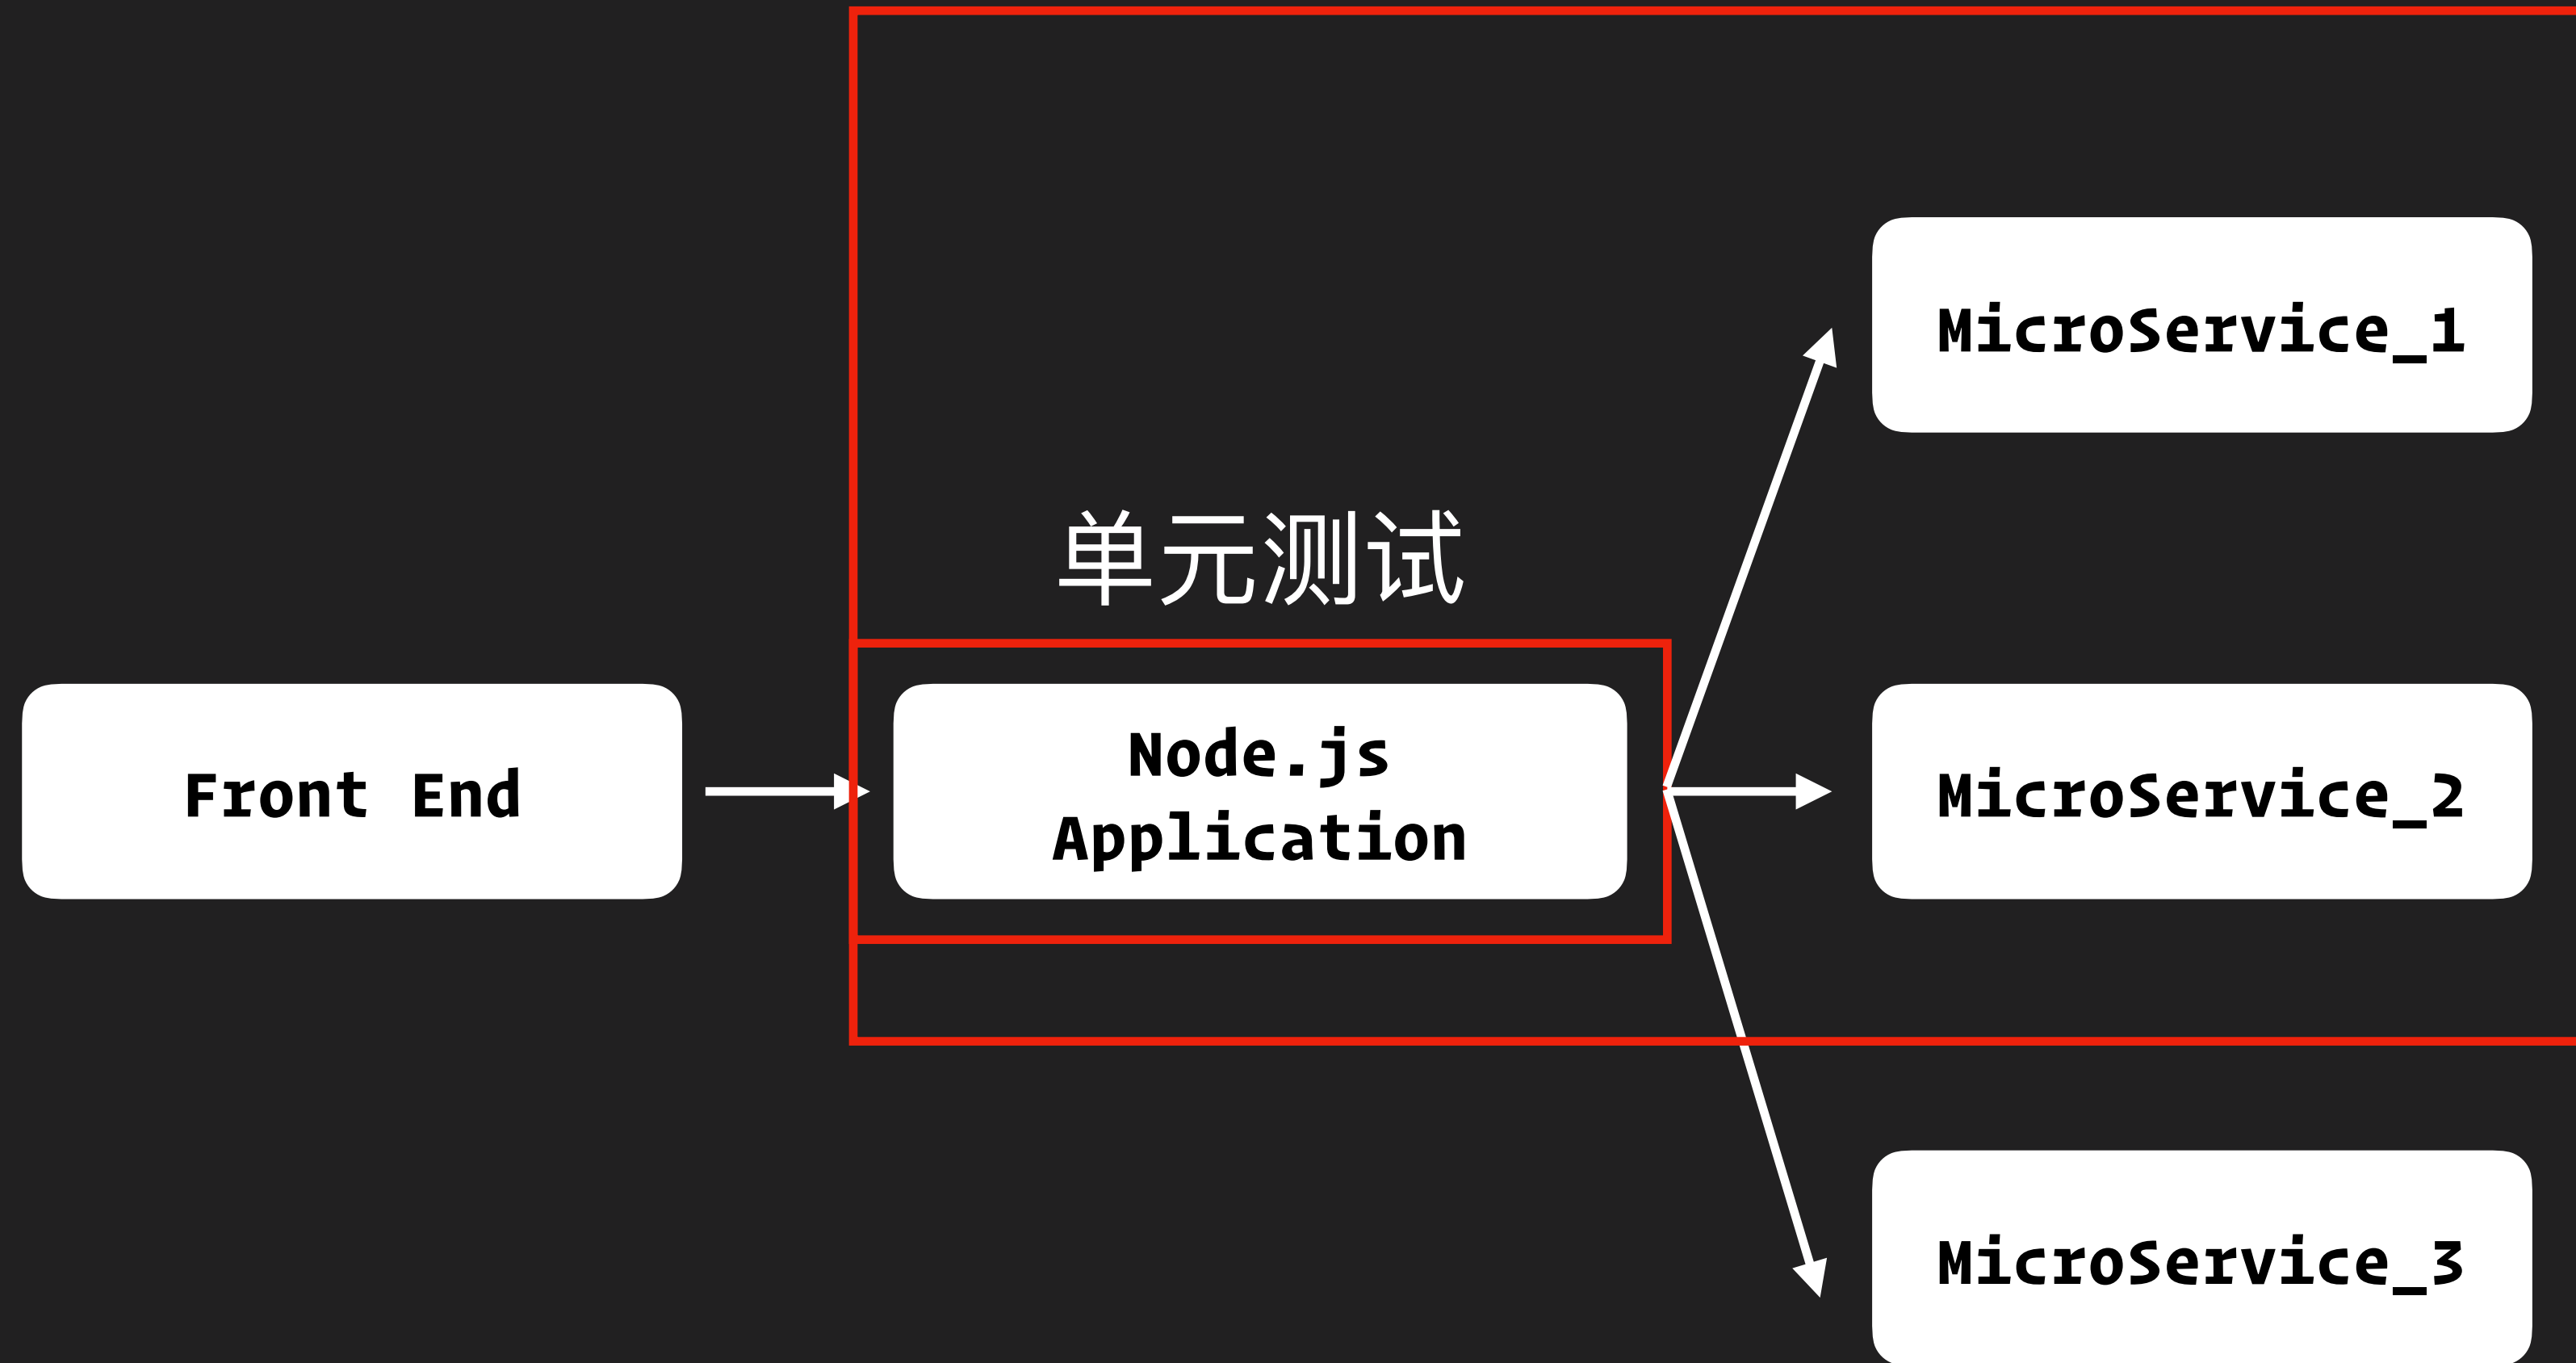 MicroService_1
单元测试
Front End
Node.js
Application
MicroService_2
MicroService_3